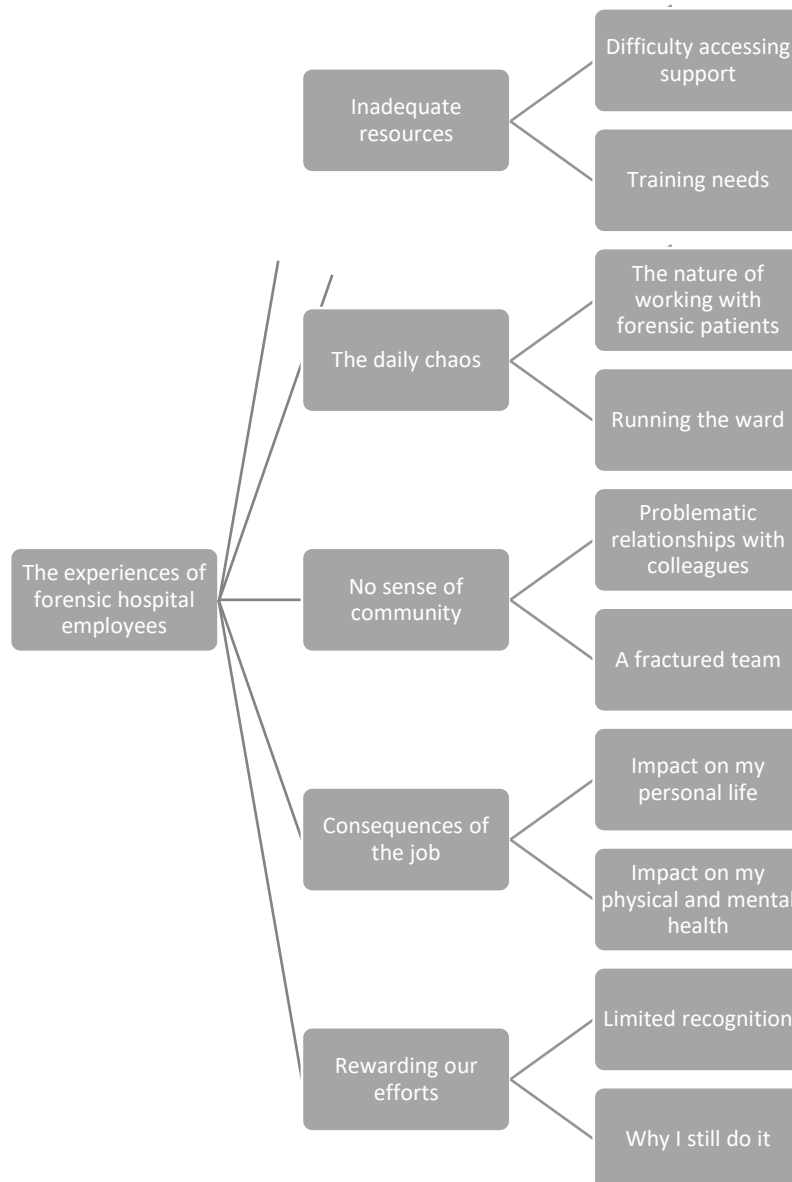 Difficulty accessing
support
Inadequate
resources
Training needs
The nature of
working with
forensic patients
The daily chaos
Running the ward
Problematic
relationships with
colleagues
The experiences of
forensic hospital
employees
No sense of
community
A fractured team
Impact on my
personal life
Consequences of
the job
Impact on my
physical and mental
health
Limited recognition
Rewarding our
efforts
Why I still do it